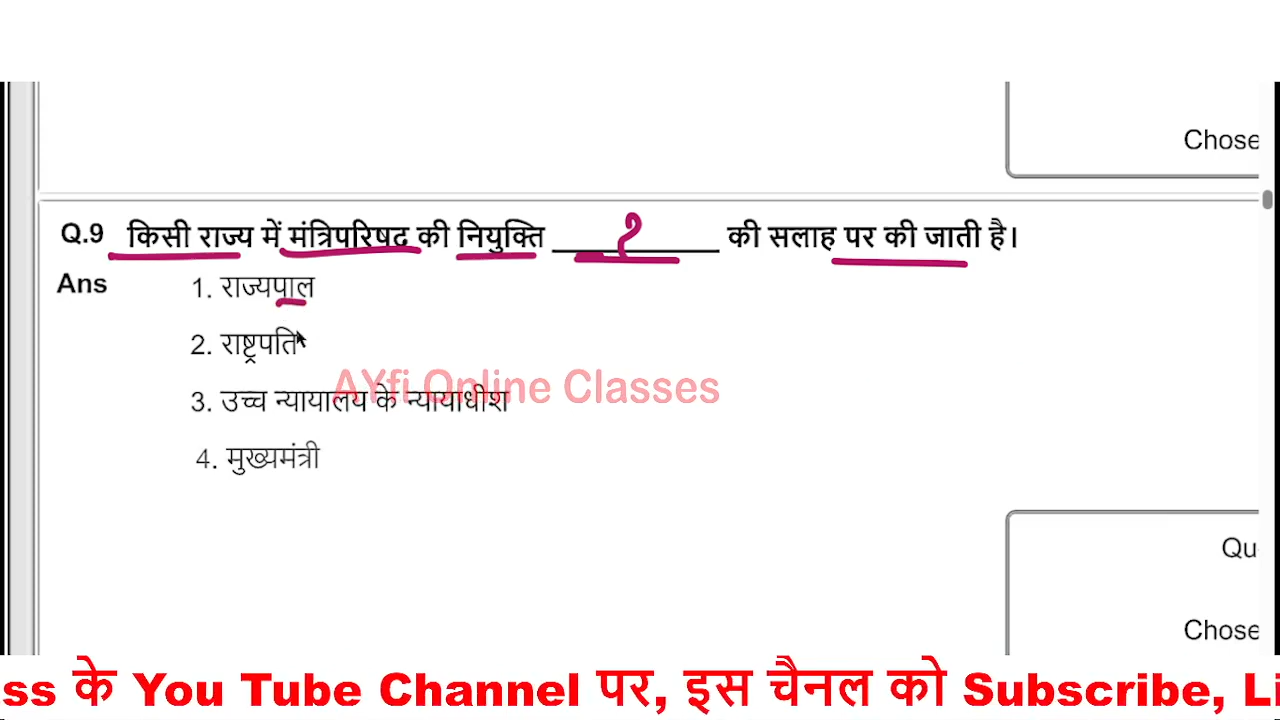 Chose
Q.9 किसी राज्य में मंत्रिपरिषद की नियुक्ति ____________ की सलाह पर की जाती है।
Ans 1. राज्यपाल
2. राष्ट्रपति
AYfi Online Classes
3. उच्च न्यायालय के न्यायाधीश
4. मुख्यमंत्री
Qu
Chose
ss के You Tube Channel पर, इस चैनल को Subscribe, Li